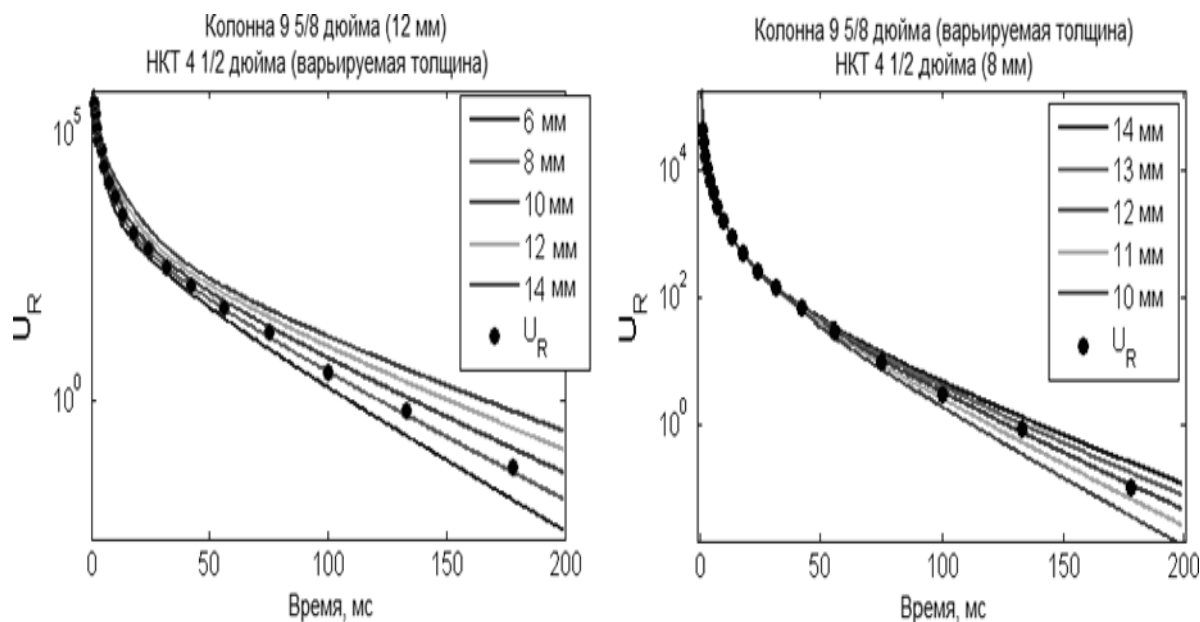 Колонна 9 5/8 дюйма (12 мм)
НКТ 4 1/2 дюйма (варьируемая толщина)
10^5
10^0
U_R
6 мм
8 мм
10 мм
12 мм
14 мм
U_R
0 50 100 150 200
Время, мс
Колонна 9 5/8 дюйма (варьируемая толщина)
НКТ 4 1/2 дюйма (8 мм)
10^4
10^2
10^0
U_R
14 мм
13 мм
12 мм
11 мм
10 мм
U_R
0 50 100 150 200
Время, мс